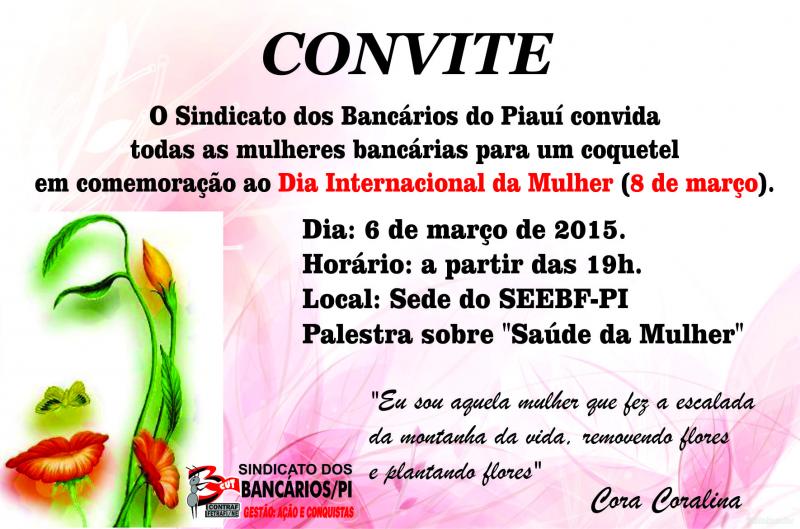 CONVITE
O Sindicato dos Bancários do Piauí convida
todas as mulheres bancárias para um coquetel
em comemoração ao Dia Internacional da Mulher (8 de março).
Dia: 6 de março de 2015.
Horário: a partir das 19h.
Local: Sede do SEEBF-PI
Palestra sobre "Saúde da Mulher"
"Eu sou aquela mulher que fez a escalada
da montanha da vida, removendo flores
e plantando flores"
Cora Coralina
CUT
CONTRAF
FETRAFI/NE
SINDICATO DOS
BANCÁRIOS/PI
GESTÃO: AÇÃO E CONQUISTAS